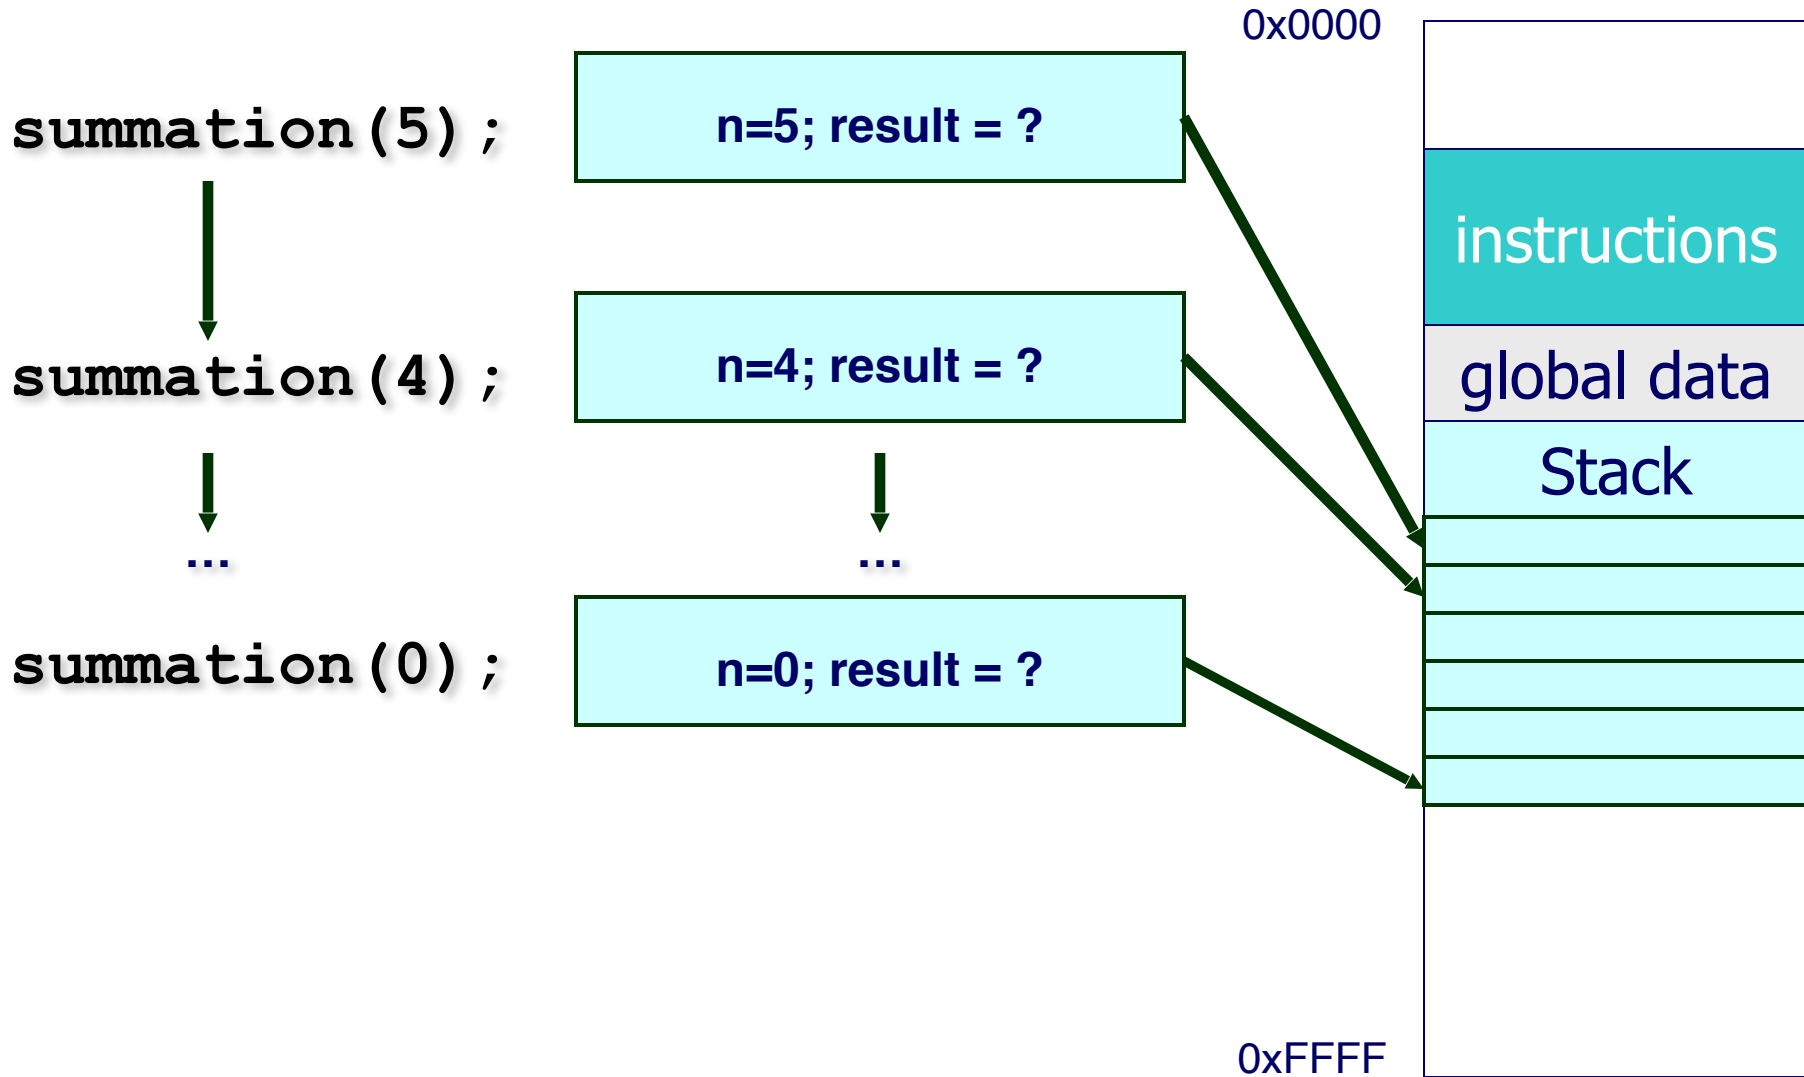 0x0000
summation(5);
n=5; result = ?
instructions
summation(4);
n=4; result = ?
global data
Stack
...
...
summation(0);
n=0; result = ?
0xFFFF